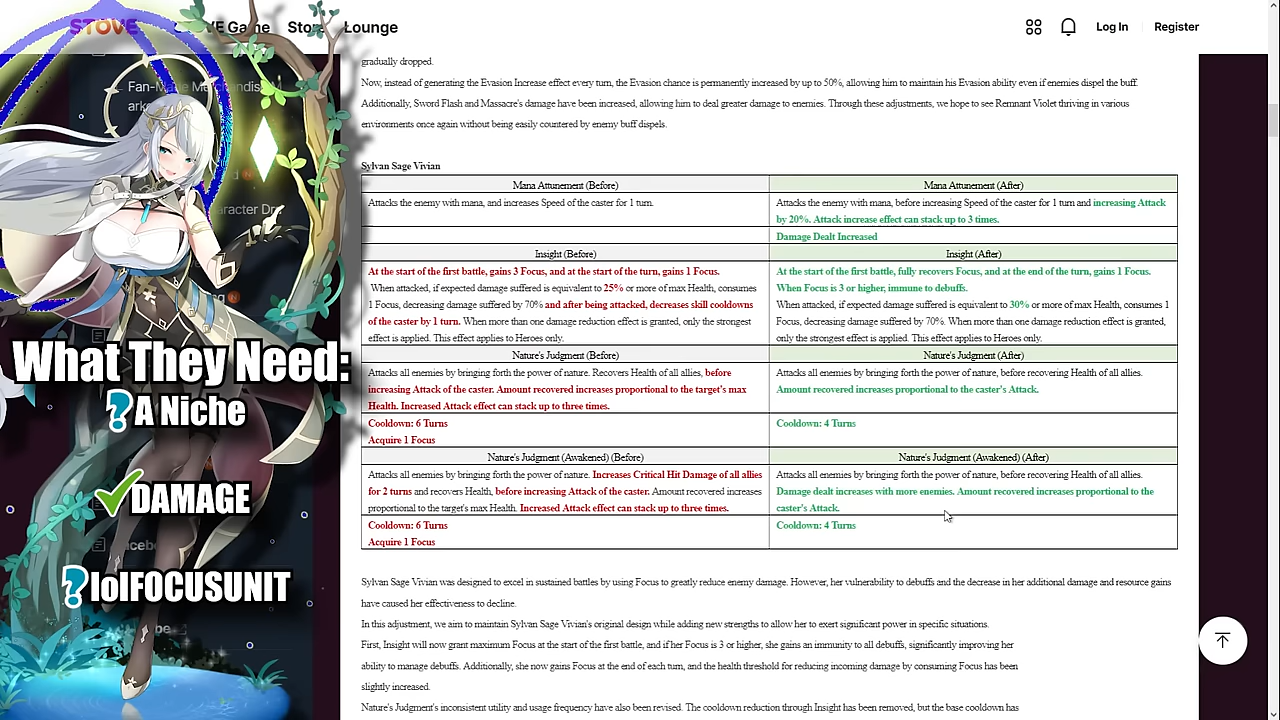 STOVE
Game
Store
Lounge
Log In
Register
Fan-Made Merchandis
gradually dropped.
Now, instead of generating the Evasion Increase effect every turn, the Evasion chance is permanently increased by up to 50%, allowing him to maintain his Evasion ability even if enemies dispel the buff.
Additionally, Sword Flash and Massacre's damage have been increased, allowing him to deal greater damage to enemies. Through these adjustments, we hope to see Remnant Violet thriving in various
environments once again without being easily countered by enemy buff dispels.
Sylvan Sage Vivian
Mana Attunement (Before)
Mana Attunement (After)
Attacks the enemy with mana, and increases Speed of the caster for 1 turn.
Attacks the enemy with mana, before increasing Speed of the caster for 1 turn and increasing Attack
by 20%. Attack increase effect can stack up to 3 times.
Damage Dealt Increased
Insight (Before)
Insight (After)
At the start of the first battle, gains 3 Focus, and at the start of the turn, gains 1 Focus.
When attacked, if expected damage suffered is equivalent to 25% or more of max Health, consumes
1 Focus, decreasing damage suffered by 70% and after being attacked, decreases skill cooldowns
of the caster by 1 turn. When more than one damage reduction effect is granted, only the strongest
effect is applied. This effect applies to Heroes only.
At the start of the first battle, fully recovers Focus, and at the end of the turn, gains 1 Focus.
When Focus is 3 or higher, immune to debuffs.
When attacked, if expected damage suffered is equivalent to 30% or more of max Health, consumes 1
Focus, decreasing damage suffered by 70%. When more than one damage reduction effect is granted,
only the strongest effect is applied. This effect applies to Heroes only.
Nature's Judgment (Before)
Nature's Judgment (After)
Attacks all enemies by bringing forth the power of nature. Recovers Health of all allies, before
increasing Attack of the caster. Amount recovered increases proportional to the target's max
Health. Increased Attack effect can stack up to three times.
Attacks all enemies by bringing forth the power of nature, before recovering Health of all allies.
Amount recovered increases proportional to the caster's Attack.
Cooldown: 6 Turns
Acquire 1 Focus
Cooldown: 4 Turns
Nature's Judgment (Awakened) (Before)
Nature's Judgment (Awakened) (After)
Attacks all enemies by bringing forth the power of nature. Increases Critical Hit Damage of all allies
for 2 turns and recovers Health, before increasing Attack of the caster. Amount recovered increases
proportional to the target's max Health. Increased Attack effect can stack up to three times.
Attacks all enemies by bringing forth the power of nature, before recovering Health of all allies.
Damage dealt increases with more enemies. Amount recovered increases proportional to the
caster's Attack.
Cooldown: 6 Turns
Acquire 1 Focus
Cooldown: 4 Turns
Sylvan Sage Vivian was designed to excel in sustained battles by using Focus to greatly reduce enemy damage. However, her vulnerability to debuffs and the decrease in her additional damage and resource gains
have caused her effectiveness to decline.
In this adjustment, we aim to maintain Sylvan Sage Vivian's original design while adding new strengths to allow her to exert significant power in specific situations.
First, Insight will now grant maximum Focus at the start of the first battle, and if her Focus is 3 or higher, she gains an immunity to all debuffs, significantly improving her
ability to manage debuffs. Additionally, she now gains Focus at the end of each turn, and the health threshold for reducing incoming damage by consuming Focus has been
slightly increased.
Nature's Judgment's inconsistent utility and usage frequency have also been revised. The cooldown reduction through Insight has been removed, but the base cooldown has
What They Need:
? A Niche
DAMAGE
? lolFOCUSUNIT